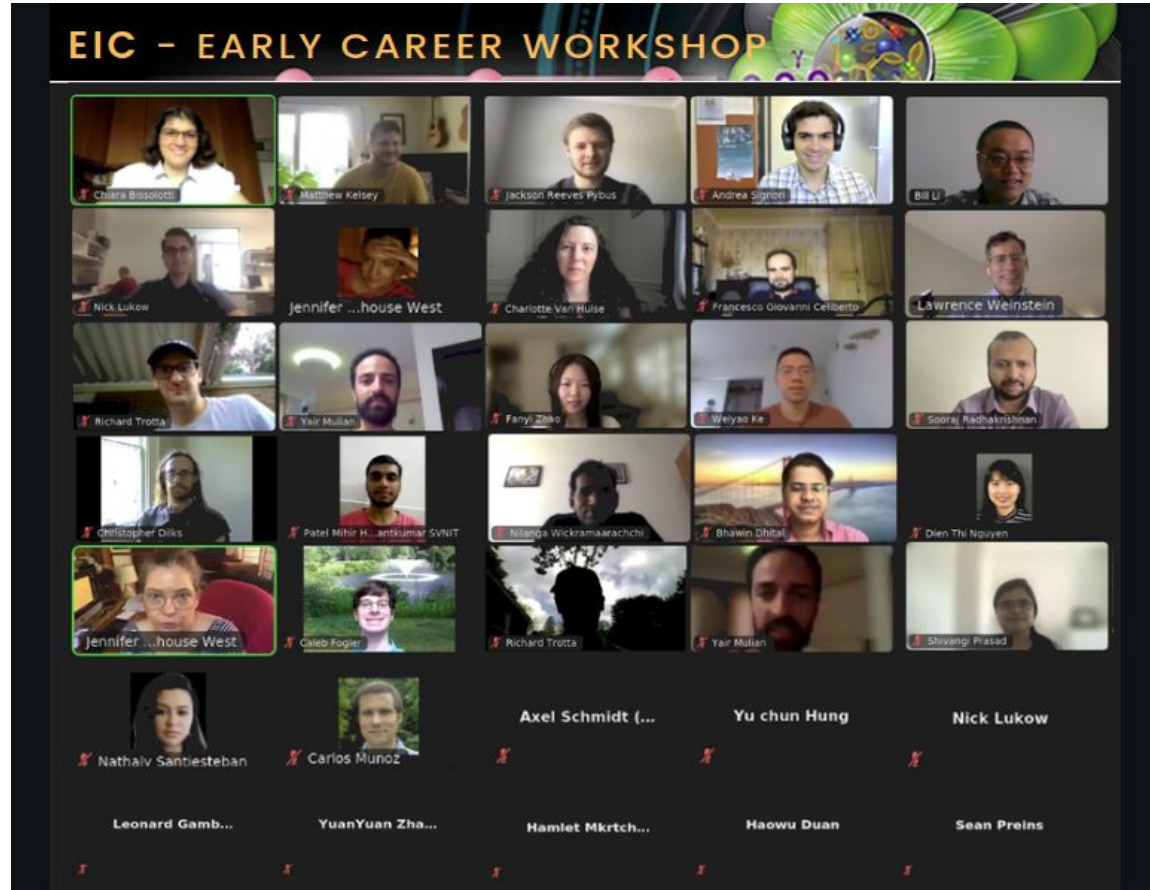 EIC - EARLY CAREER WORKSHOP
γ
Chiara Bissolotti
Matthew Kelsey
Jackson Reeves Pybus
Andrea Signori
Bill Li
Nick Lukow
Jennifer ...house West
Charlotte Van Hulse
Francesco Giovanni Celiberto
Lawrence Weinstein
Richard Trotta
Yair Mulian
Fanyi Zhao
Weiyao Ke
Sooraj Radhakrishnan
Christopher Dilks
Patel Mihir H...antkumar SVNIT
Nilanga Wickramaarachchi
Bhawin Dhital
Dien Thi Nguyen
Jennifer ...house West
Caleb Fogler
Richard Trotta
Yair Mulian
Shivangi Prasad
Nathaly Santiesteban
Carlos Munoz
Axel Schmidt (...
Yu chun Hung
Nick Lukow
Leonard Gamb...
YuanYuan Zha...
Hamlet Mkrtch...
Haowu Duan
Sean Preins